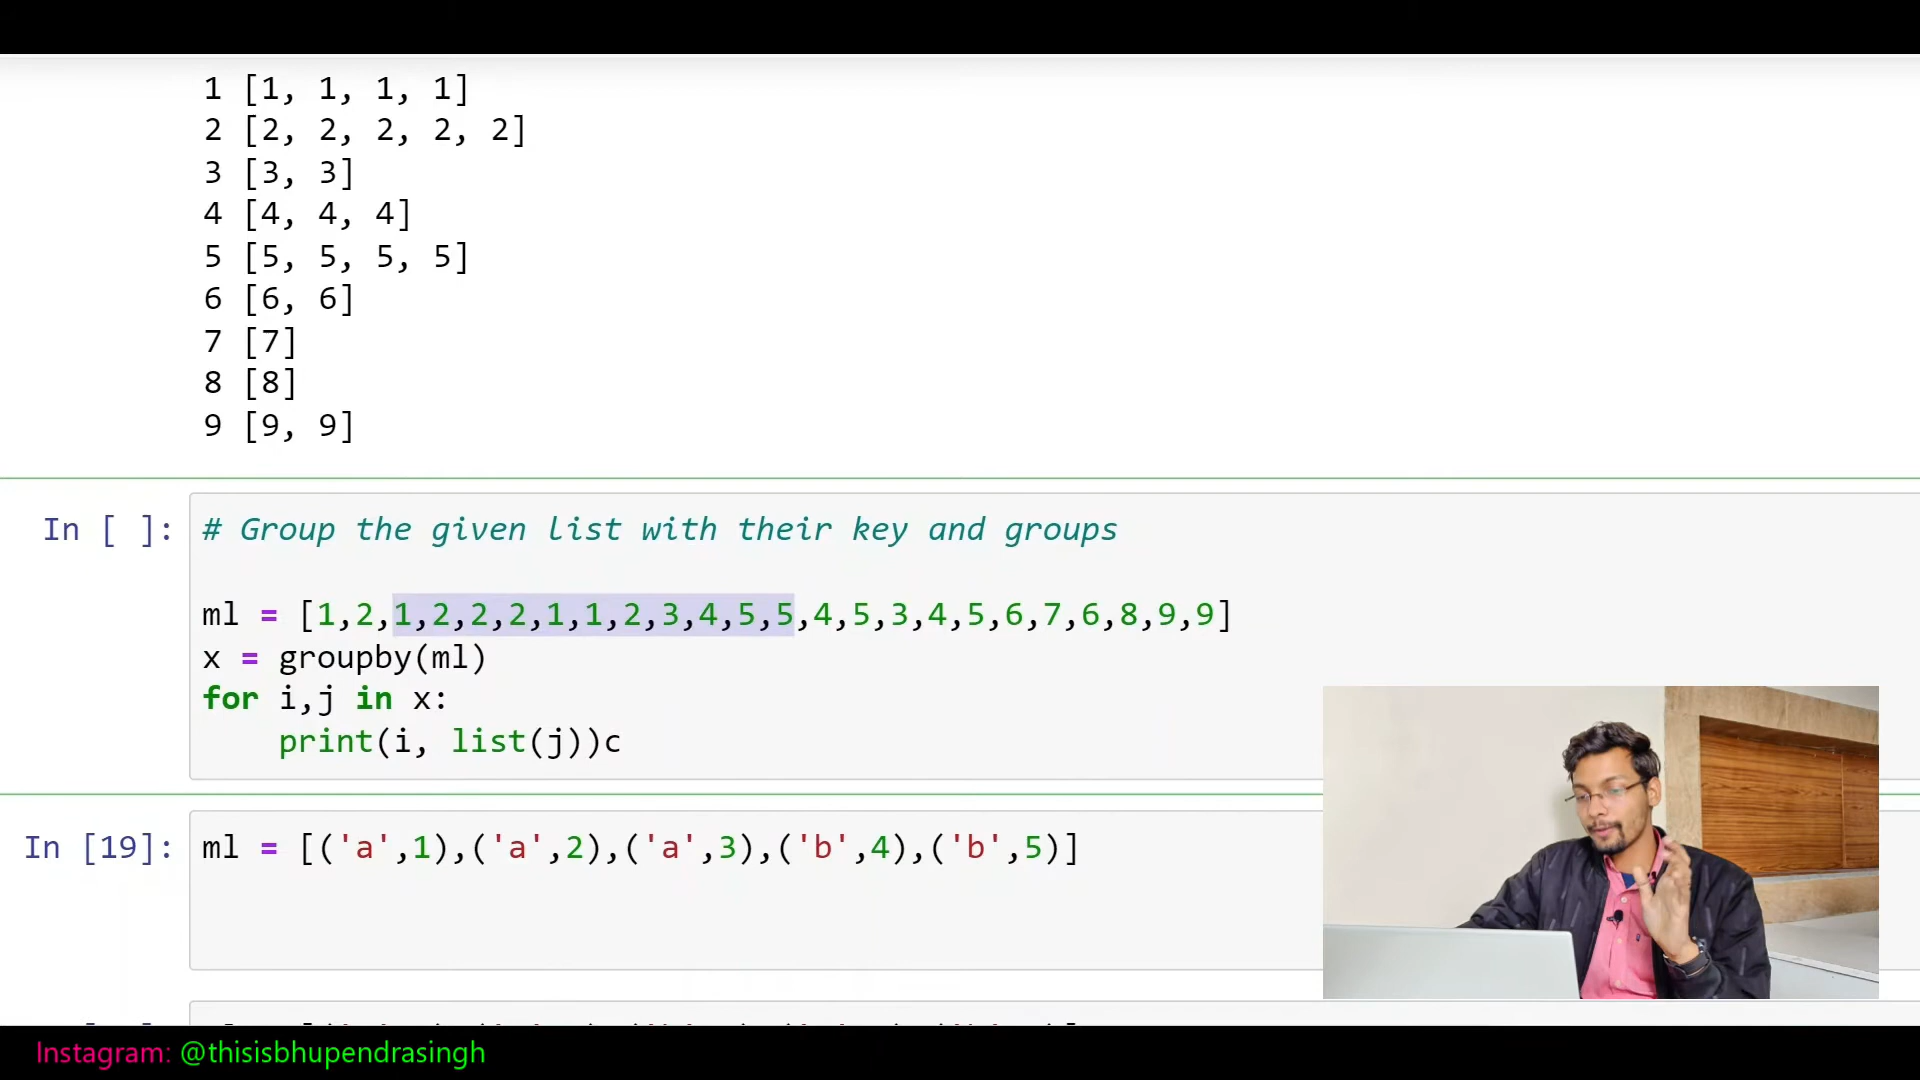 1 [1, 1, 1, 1]
2 [2, 2, 2, 2, 2]
3 [3, 3]
4 [4, 4, 4]
5 [5, 5, 5, 5]
6 [6, 6]
7 [7]
8 [8]
9 [9, 9]
In [ ]:
# Group the given list with their key and groups
ml = [1,2,1,2,2,2,1,1,2,3,4,5,5,4,5,3,4,5,6,7,6,8,9,9]
x = groupby(ml)
for i,j in x:
print(i, list(j))c
In [19]:
ml = [('a',1),('a',2),('a',3),('b',4),('b',5)]
Instagram: @thisisbhupendrasingh